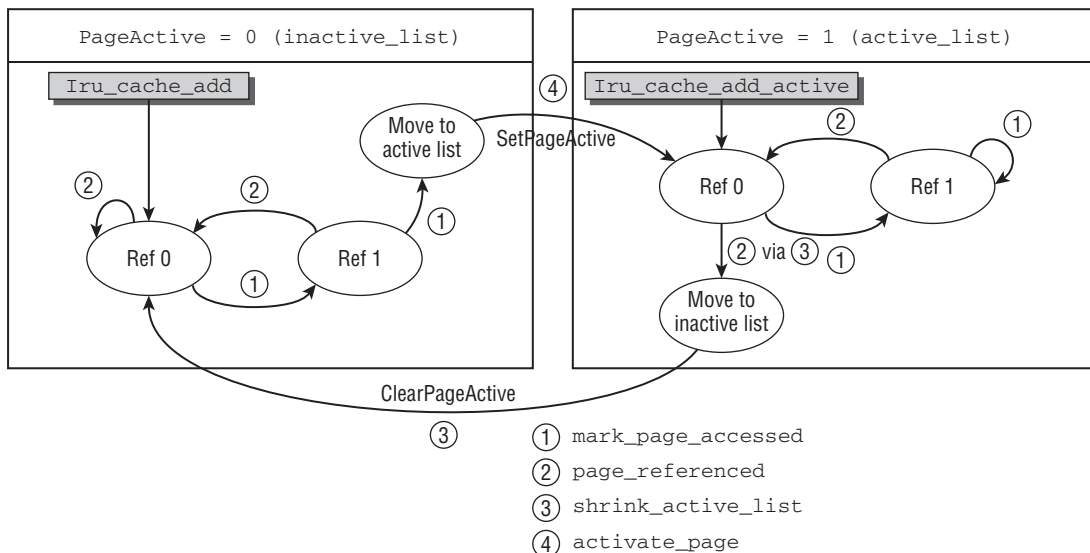 PageActive = 0 (inactive_list)
PageActive = 1 (active_list)
Iru_cache_add
Iru_cache_add_active
4
Move to
active list
SetPageActive
2
1
Ref 0
Ref 1
2
2
1
Ref 0
Ref 1
1
2 via 3
1
Move to
inactive list
ClearPageActive
3
1 mark_page_accessed
2 page_referenced
3 shrink_active_list
4 activate_page